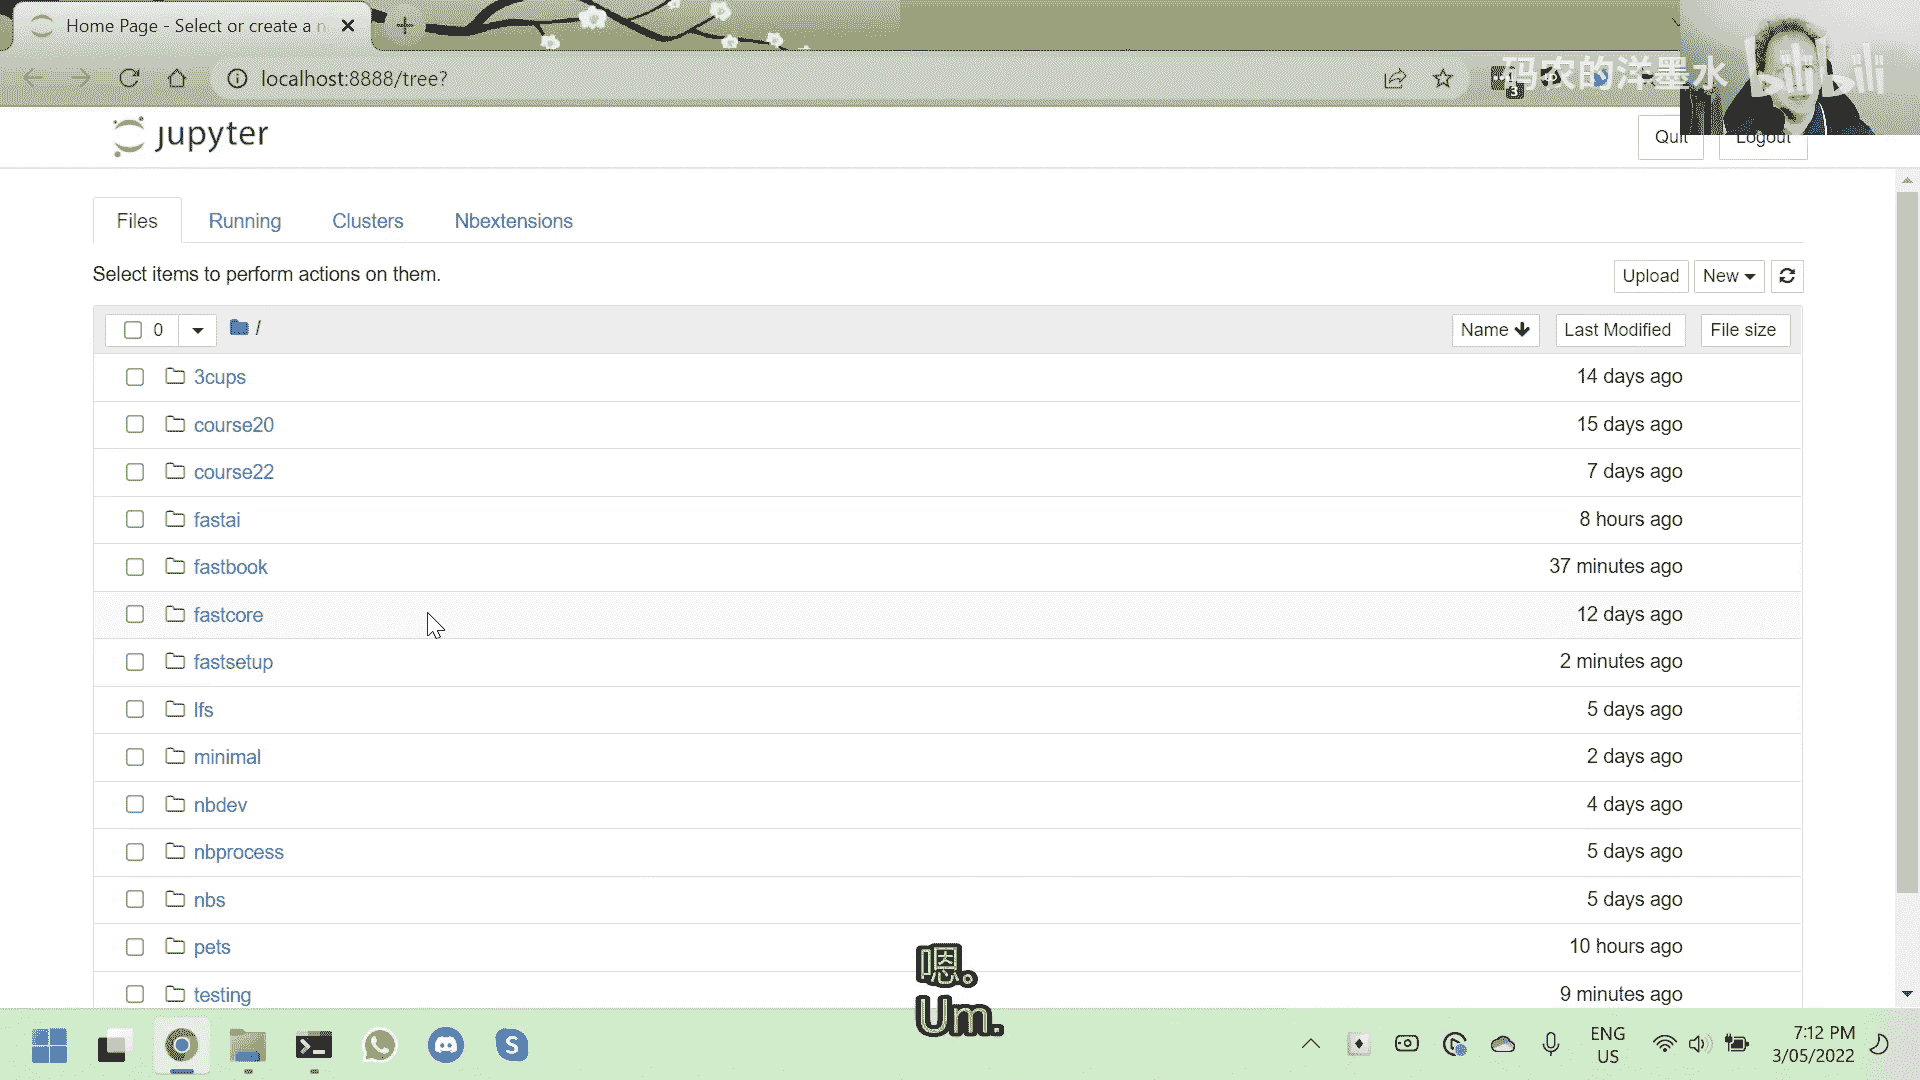 Home Page - Select or create a n
localhost:8888/tree?
3
码农的洋墨水
bilibili
jupyter
Quit
Logout
Files
Running
Clusters
Nbextensions
Select items to perform actions on them.
Upload
New
0
/
Name
Last Modified
File size
3cups
14 days ago
course20
15 days ago
course22
7 days ago
fastai
8 hours ago
fastbook
37 minutes ago
fastcore
12 days ago
fastsetup
2 minutes ago
lfs
5 days ago
minimal
2 days ago
nbdev
4 days ago
nbprocess
5 days ago
nbs
5 days ago
pets
10 hours ago
testing
9 minutes ago
嗯。
Um.
S
ENG
US
7:12 PM
3/05/2022